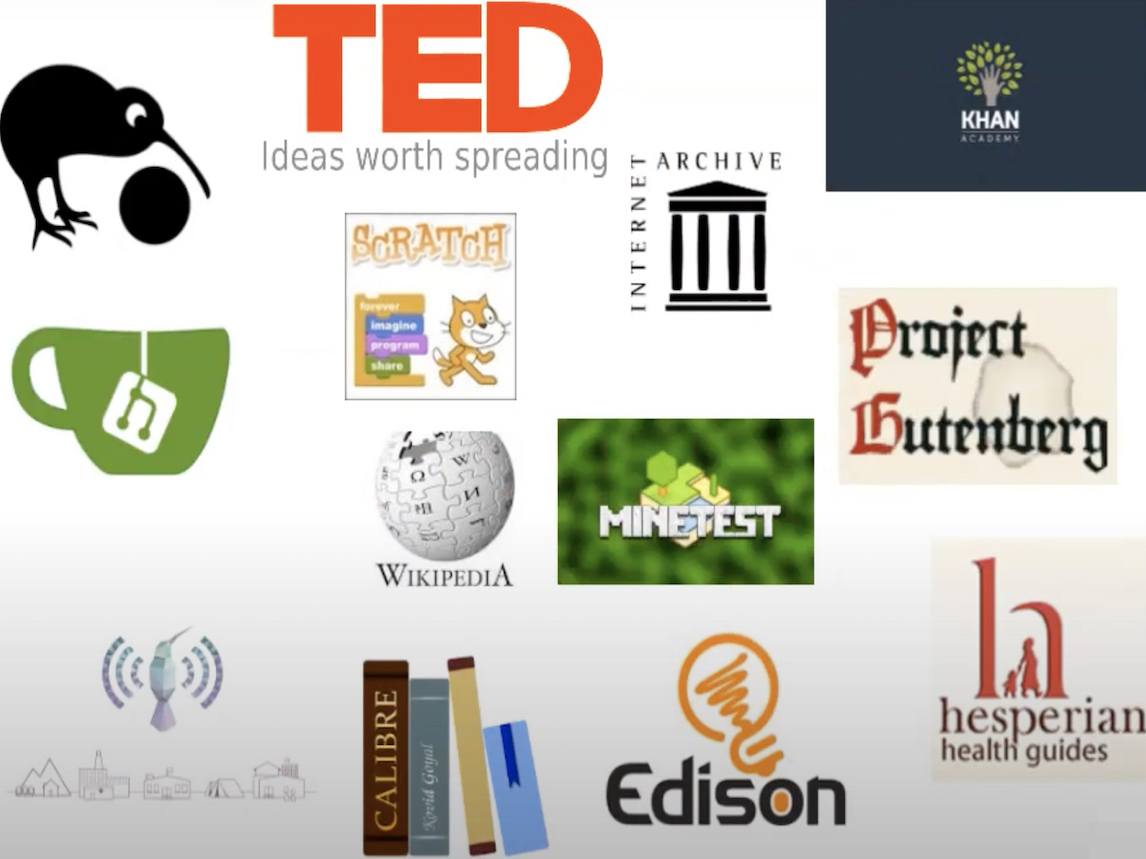 TED
Ideas worth spreading
KHAN
ACADEMY
INTERNET
ARCHIVE
SCRATCH
forever
imagine
program
share
Project
Gutenberg
WIKIPEDIA
Ω
W
И
MINETEST
hesperian
health guides
CALIBRE
Kovid Goyal
Edison